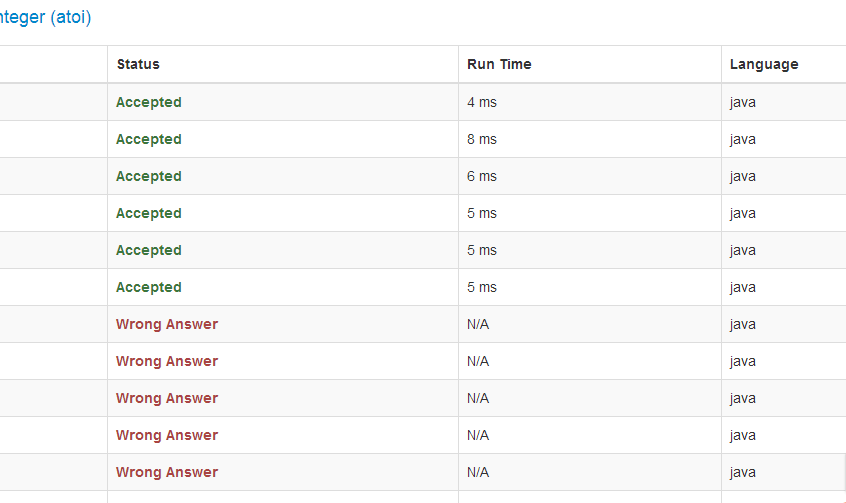 nteger (atoi)
Status Run Time Language
Accepted 4 ms java
Accepted 8 ms java
Accepted 6 ms java
Accepted 5 ms java
Accepted 5 ms java
Accepted 5 ms java
Wrong Answer N/A java
Wrong Answer N/A java
Wrong Answer N/A java
Wrong Answer N/A java
Wrong Answer N/A java